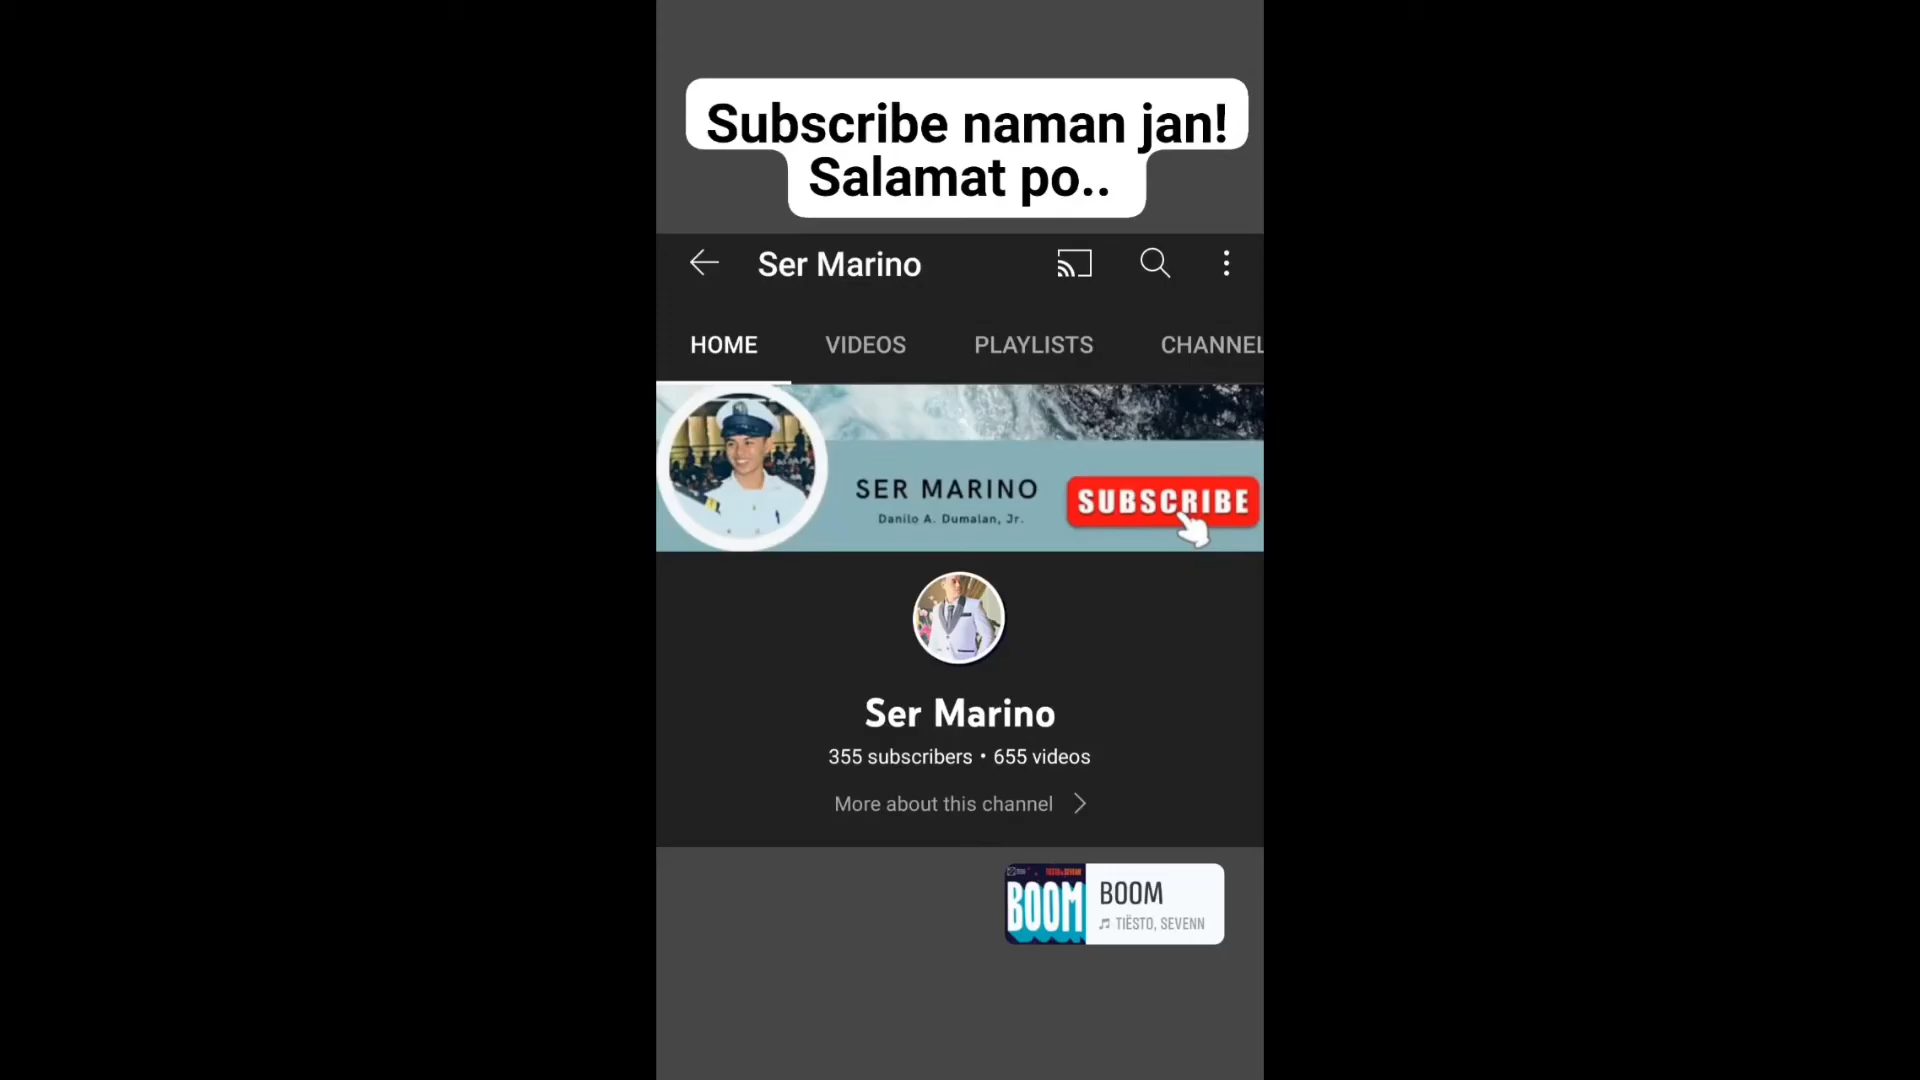 Subscribe naman jan!
Salamat po..
Ser Marino
HOME VIDEOS PLAYLISTS CHANNEL
SER MARINO
Danilo A. Dumalan, Jr.
SUBSCRIBE
Ser Marino
355 subscribers • 655 videos
More about this channel
BOOM
BOOM
TIËSTO, SEVENN